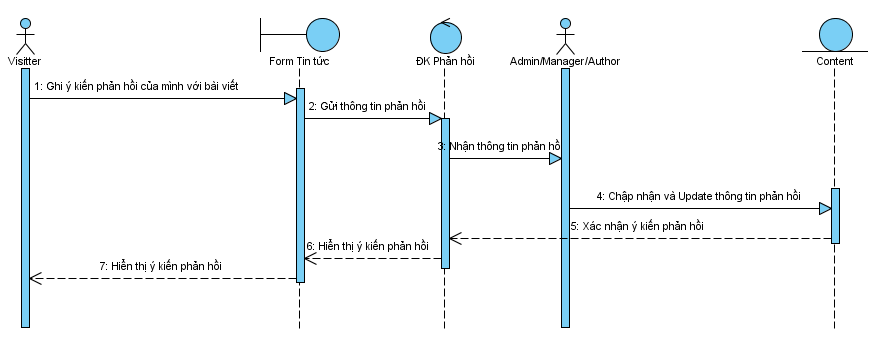 Visitter
Form Tin tức
ĐK Phản hồi
Admin/Manager/Author
Content
1: Ghi ý kiến phản hồi của mình với bài viết
2: Gửi thông tin phản hồi
3: Nhận thông tin phản hồ
4: Chập nhận và Update thông tin phản hồi
5: Xác nhận ý kiến phản hồi
6: Hiển thị ý kiến phản hồi
7: Hiển thị ý kiến phản hồi